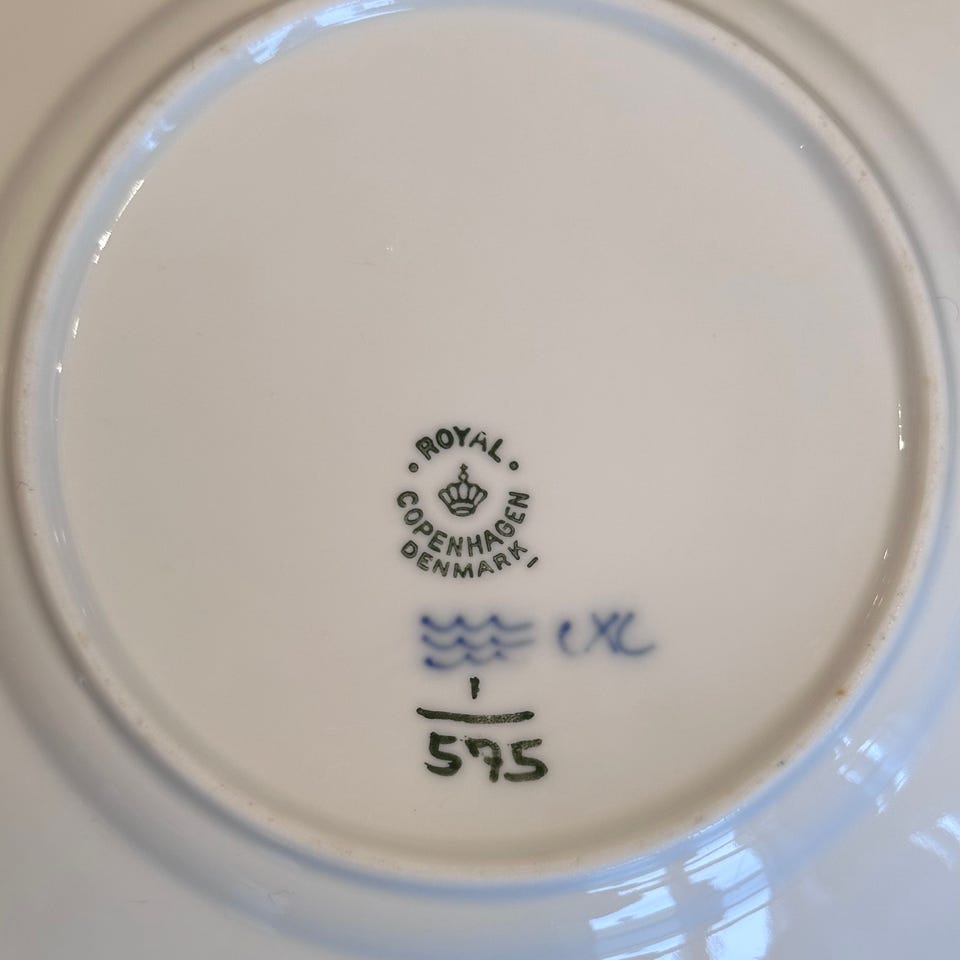 ROYAL
COPENHAGEN
DENMARK
1
575